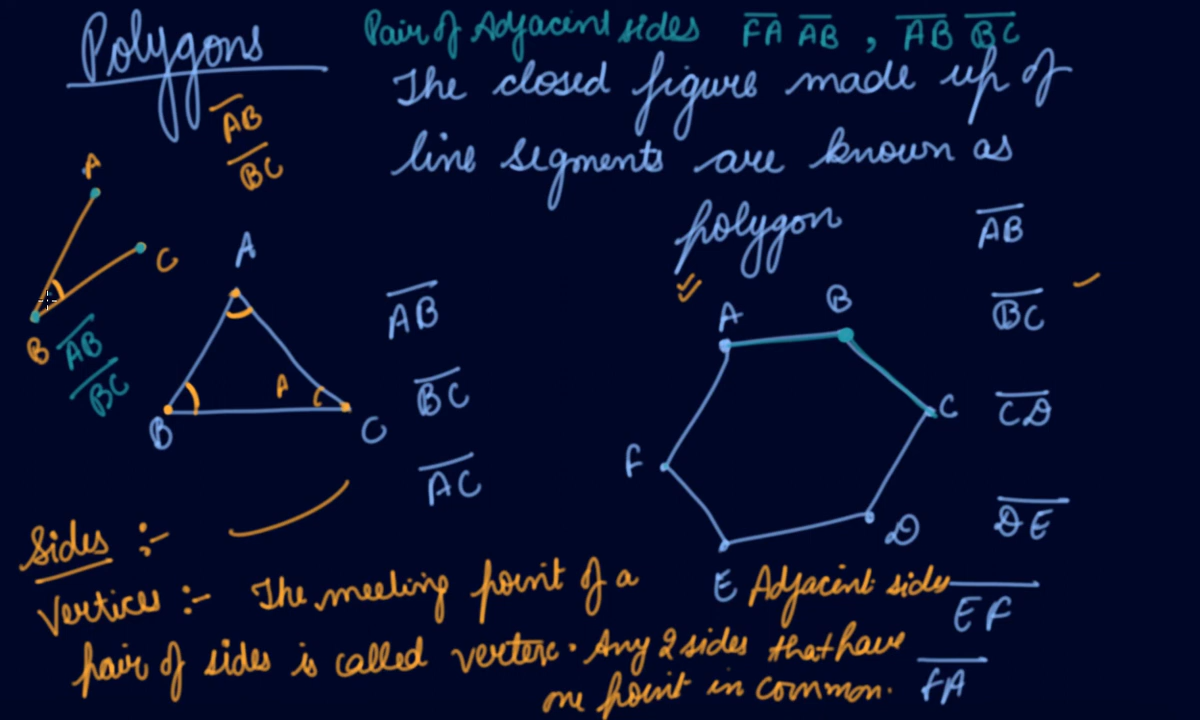 Polygons
Pair of Adjacent sides FA AB , AB BC
The closed figure made up of
line segments are known as
polygon
AB
BC
A
C
B
AB
BC
A
B
C
A
AB
BC
AC
A
B
C
D
E
F
AB
BC
CD
DE
EF
FA
Sides :-
Vertices :- The meeting point of a
pair of sides is called vertex.
Adjacent sides
Any 2 sides that have
one point in common.